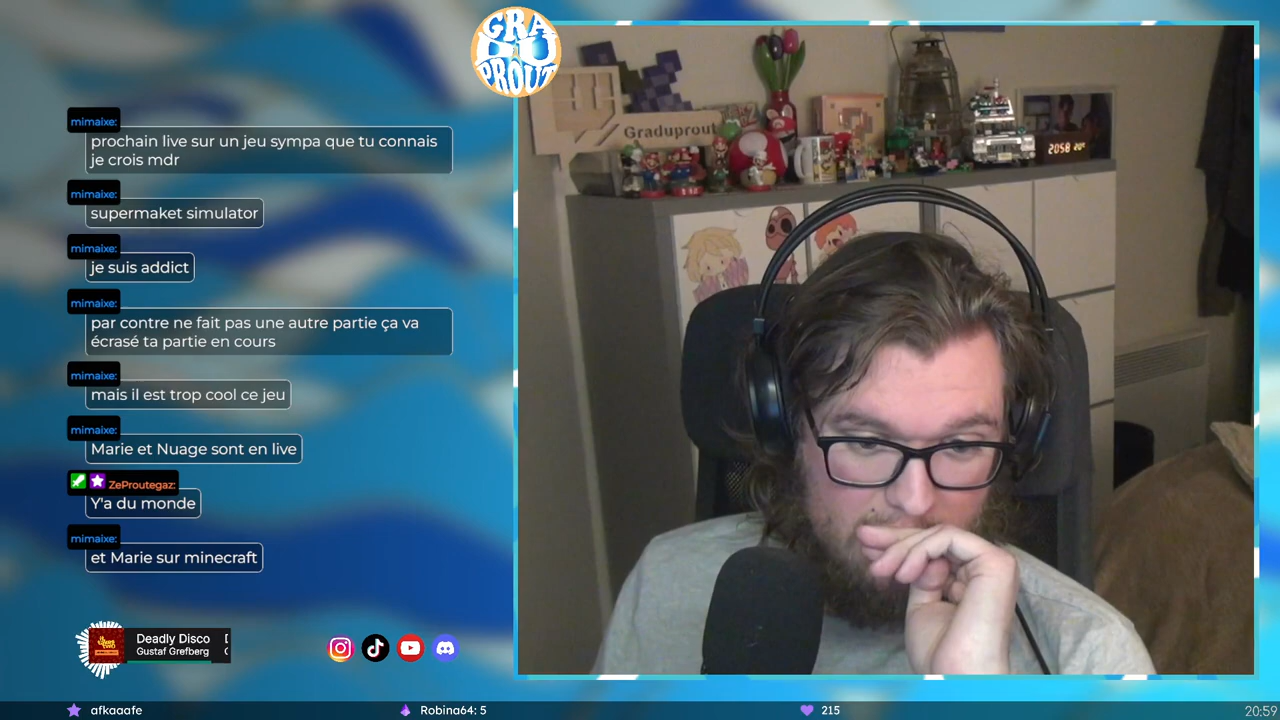 GRA
DU
PROUT
Graduprout
2058 20°
mimaixe:
prochain live sur un jeu sympa que tu connais
je crois mdr
mimaixe:
supermaket simulator
mimaixe:
je suis addict
mimaixe:
par contre ne fait pas une autre partie ça va
écrasé ta partie en cours
mimaixe:
mais il est trop cool ce jeu
mimaixe:
Marie et Nuage sont en live
ZeProutegaz:
Y'a du monde
mimaixe:
et Marie sur minecraft
Deadly Disco
Gustaf Grefberg
afkaaafe
Robina64: 5
215
20:59